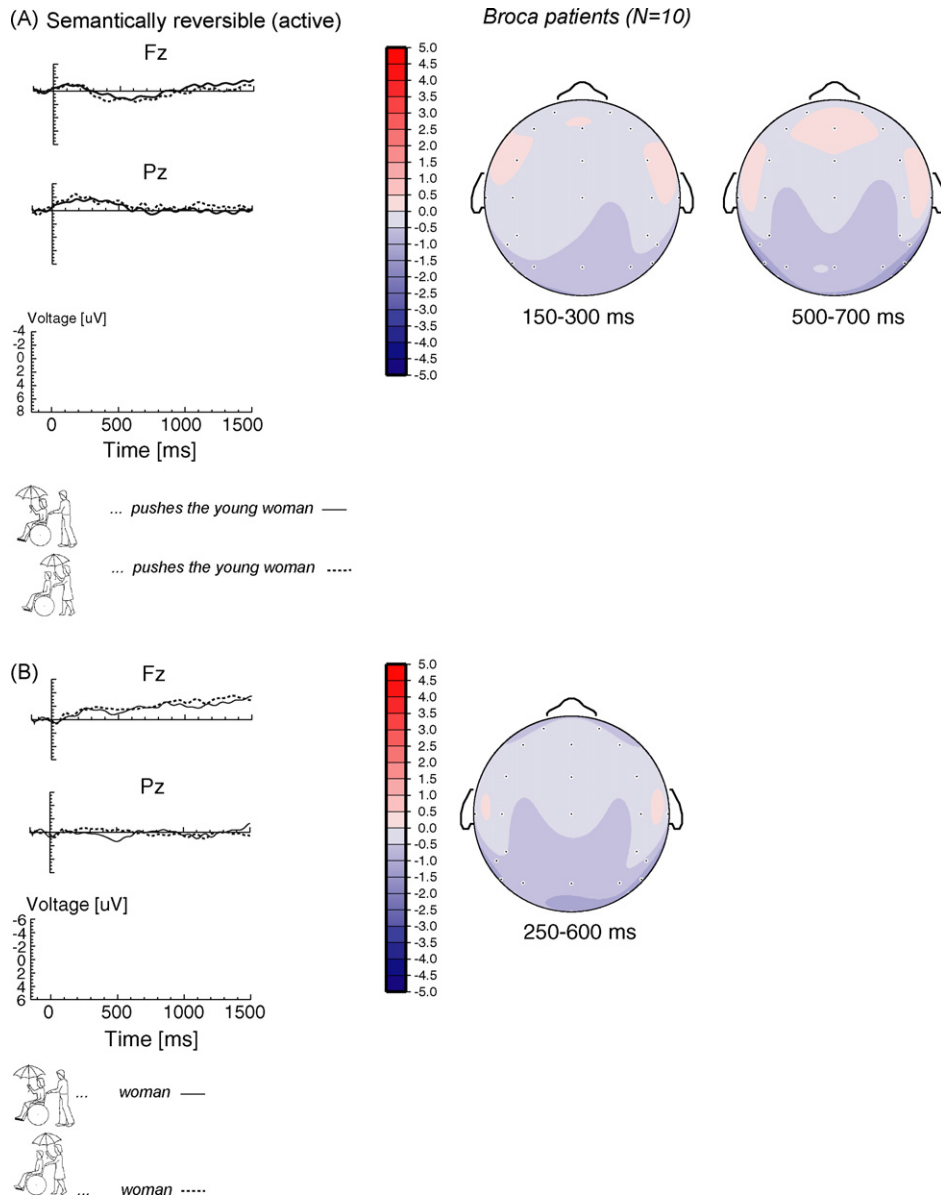 (A) Semantically reversible (active)
Broca patients (N=10)
Fz
Pz
Voltage [uV]
-4
-2
0
2
4
6
8
0 500 1000 1500
Time [ms]
5.0
4.5
4.0
3.5
3.0
2.5
2.0
1.5
1.0
0.5
0.0
-0.5
-1.0
-1.5
-2.0
-2.5
-3.0
-3.5
-4.0
-4.5
-5.0
150-300 ms
500-700 ms
... pushes the young woman
... pushes the young woman
(B)
Fz
Pz
Voltage [uV]
-6
-4
-2
0
2
4
6
0 500 1000 1500
Time [ms]
5.0
4.5
4.0
3.5
3.0
2.5
2.0
1.5
1.0
0.5
0.0
-0.5
-1.0
-1.5
-2.0
-2.5
-3.0
-3.5
-4.0
-4.5
-5.0
250-600 ms
... woman
... woman